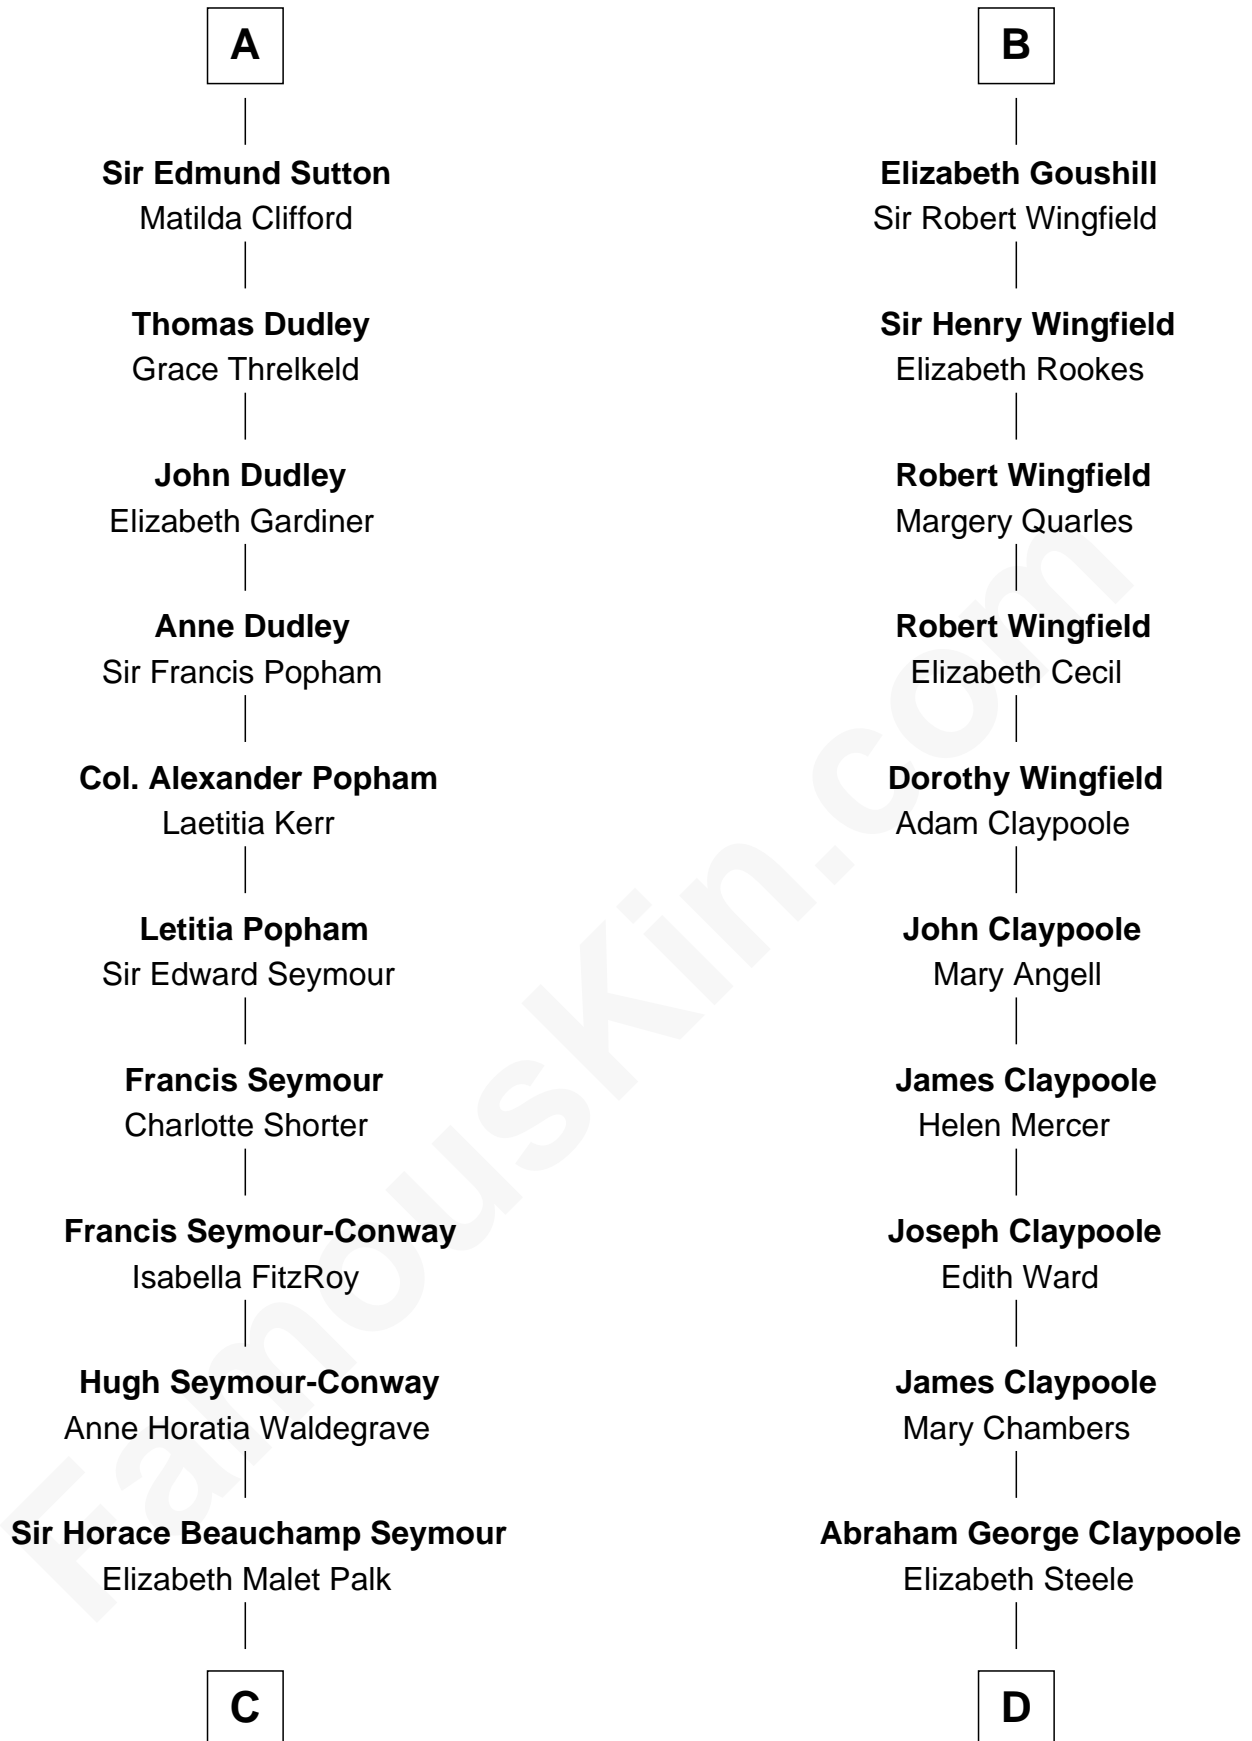 A
Sir Edmund Sutton
Matilda Clifford
Thomas Dudley
Grace Threlkeld
John Dudley
Elizabeth Gardiner
Anne Dudley
Sir Francis Popham
Col. Alexander Popham
Laetitia Kerr
Letitia Popham
Sir Edward Seymour
Francis Seymour
Charlotte Shorter
Francis Seymour-Conway
Isabella FitzRoy
Hugh Seymour-Conway
Anne Horatia Waldegrave
Sir Horace Beauchamp Seymour
Elizabeth Malet Palk
C
B
Elizabeth Goushill
Sir Robert Wingfield
Sir Henry Wingfield
Elizabeth Rookes
Robert Wingfield
Margery Quarles
Robert Wingfield
Elizabeth Cecil
Dorothy Wingfield
Adam Claypoole
John Claypoole
Mary Angell
James Claypoole
Helen Mercer
Joseph Claypoole
Edith Ward
James Claypoole
Mary Chambers
Abraham George Claypoole
Elizabeth Steele
D
FamousKin.com